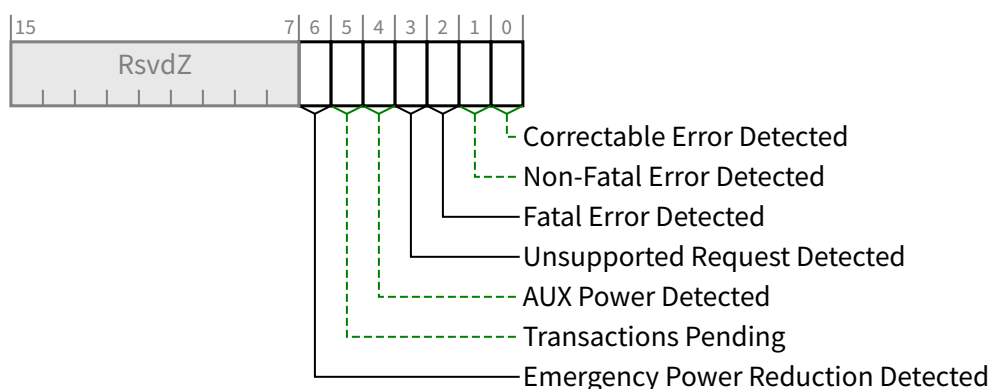 15 7 6 5 4 3 2 1 0
RsvdZ
Correctable Error Detected
Non-Fatal Error Detected
Fatal Error Detected
Unsupported Request Detected
AUX Power Detected
Transactions Pending
Emergency Power Reduction Detected